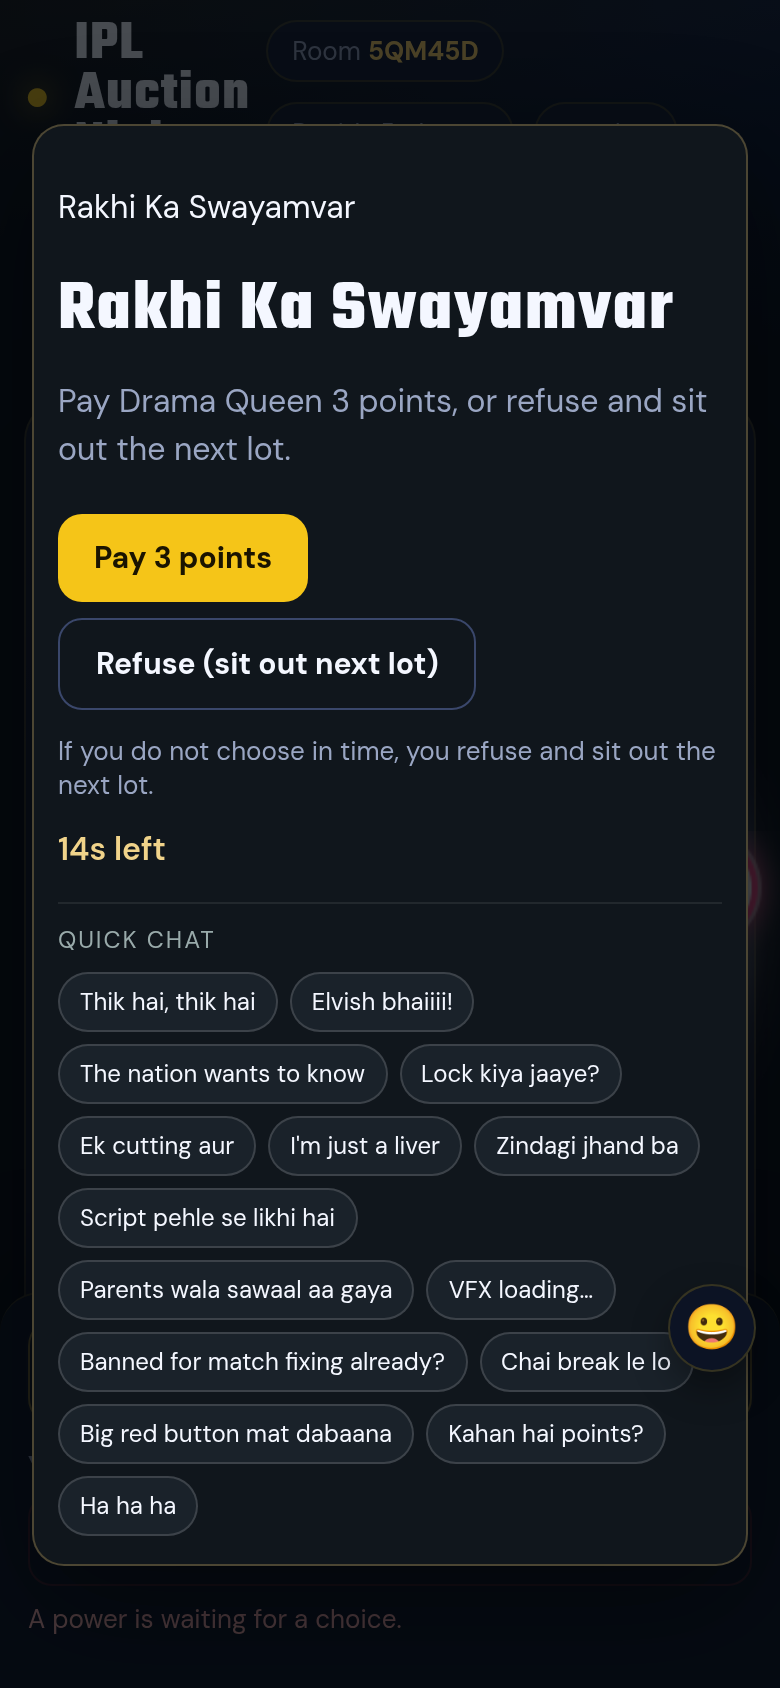 IPL
Auction
Room 5QM45D
Rakhi Ka Swayamvar
Rakhi Ka Swayamvar
Pay Drama Queen 3 points, or refuse and sit
out the next lot.
Pay 3 points
Refuse (sit out next lot)
If you do not choose in time, you refuse and sit out the
next lot.
14s left
QUICK CHAT
Thik hai, thik hai
Elvish bhaiiii!
The nation wants to know
Lock kiya jaaye?
Ek cutting aur
I'm just a liver
Zindagi jhand ba
Script pehle se likhi hai
Parents wala sawaal aa gaya
VFX loading...
Banned for match fixing already?
Chai break le lo
Big red button mat dabaana
Kahan hai points?
Ha ha ha
A power is waiting for a choice.